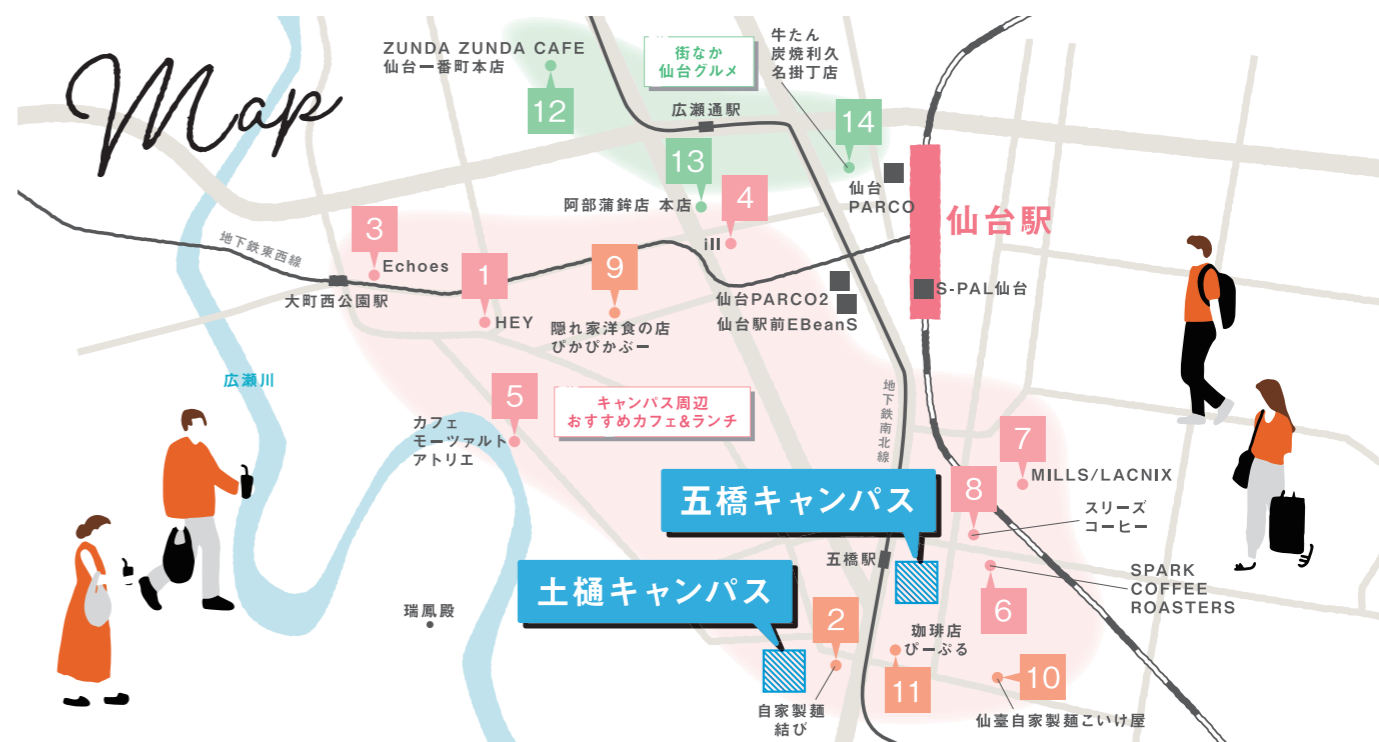 Map
ZUNDA ZUNDA CAFE
仙台一番町本店
12
街なか
仙台グルメ
牛たん
炭焼利久
名掛丁店
広瀬通駅
14
13
仙台
PARCO
阿部蒲鉾店 本店
4
ill
仙台駅
地下鉄東西線
3
Echoes
大町西公園駅
1
HEY
9
隠れ家洋食の店
ぴかぴかぶー
仙台PARCO2
仙台駅前EBeanS
S-PAL仙台
広瀬川
5
カフェ
モーツァルト
アトリエ
キャンパス周辺
おすすめカフェ&ランチ
地下鉄南北線
7
MILLS/LACNIX
8
スリーズ
コーヒー
五橋キャンパス
五橋駅
SPARK
COFFEE
ROASTERS
6
土樋キャンパス
瑞鳳殿
2
自家製麺
結び
珈琲店
ぴーぷる
11
10
仙臺自家製麺こいけ屋